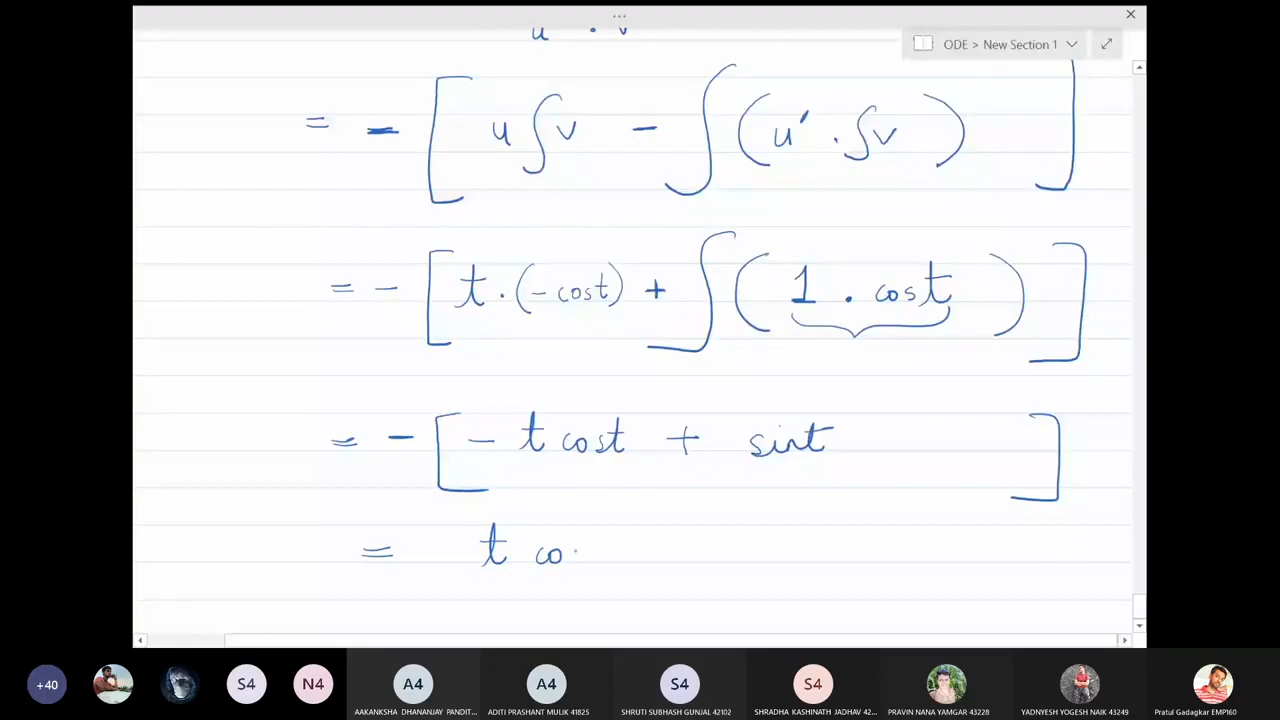 u · v
ODE > New Section 1
= - [ u ∫v - ∫ ( u' . ∫v ) ]
= - [ t . (-cost) + ∫ ( 1 . cost ) ]
= - [ - t cost + sint ]
= t co
+40 S4 N4 A4 A4 S4 S4
AAKANKSHA DHANANJAY PANDIT... ADITI PRASHANT MULIK 41825 SHRUTI SUBHASH GUNJAL 42102 SHRADHA KASHINATH JADHAV 42... PRAVIN NANA YAMGAR 43228 YADNYESH YOGESH NAIK 43249 Pratul Gadagkar EMP160